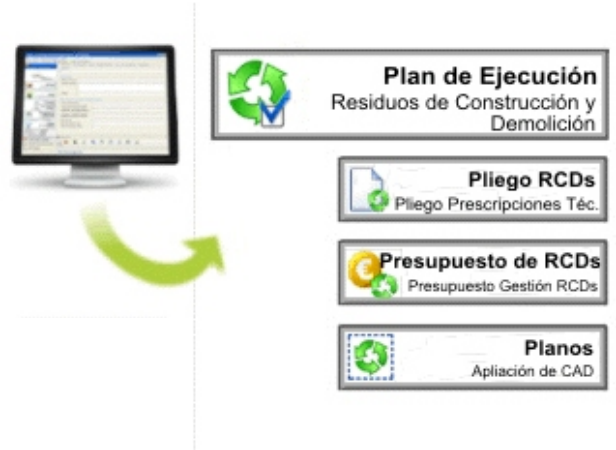 Plan de Ejecución
Residuos de Construcción y
Demolición
Pliego RCDs
Pliego Prescripciones Téc.
Presupuesto de RCDs
Presupuesto Gestión RCDs
Planos
Apliación de CAD